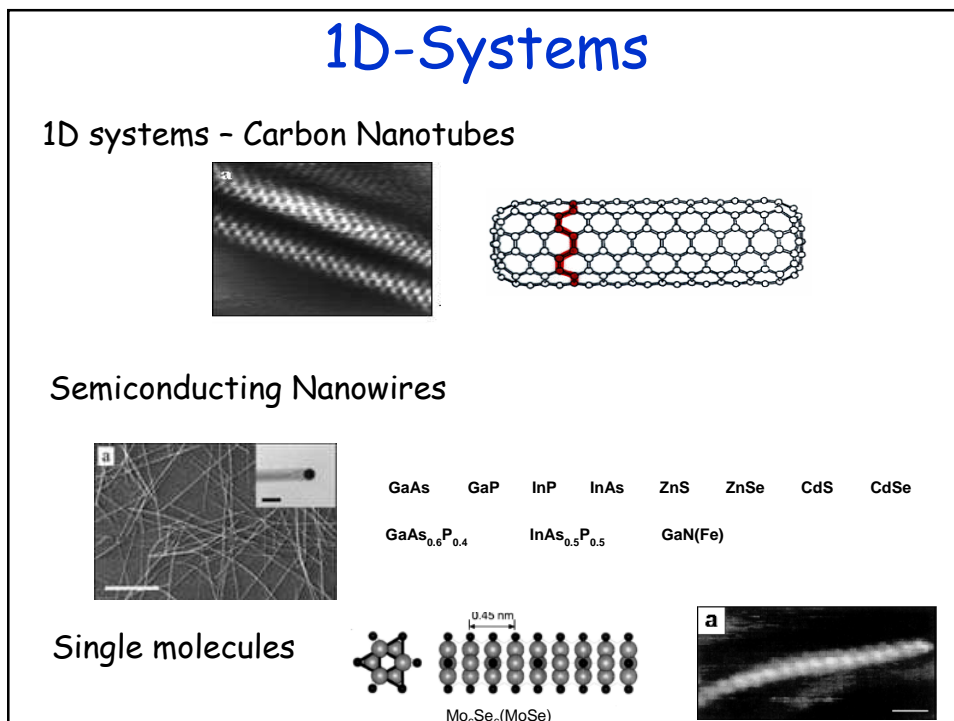 1D-Systems
1D systems – Carbon Nanotubes
a
Semiconducting Nanowires
a
GaAs GaP InP InAs ZnS ZnSe CdS CdSe
GaAs0.6P0.4 InAs0.5P0.5 GaN(Fe)
0.45 nm
Single molecules
a